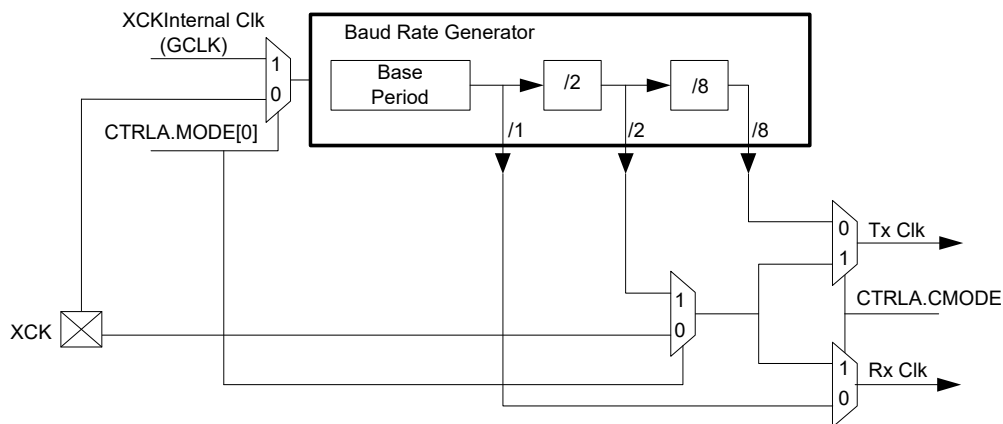 XCKInternal Clk
(GCLK)
1
0
CTRLA.MODE[0]
Baud Rate Generator
Base
Period
/2
/8
/1
/2
/8
0
1
Tx Clk
CTRLA.CMODE
1
0
XCK
1
0
Rx Clk